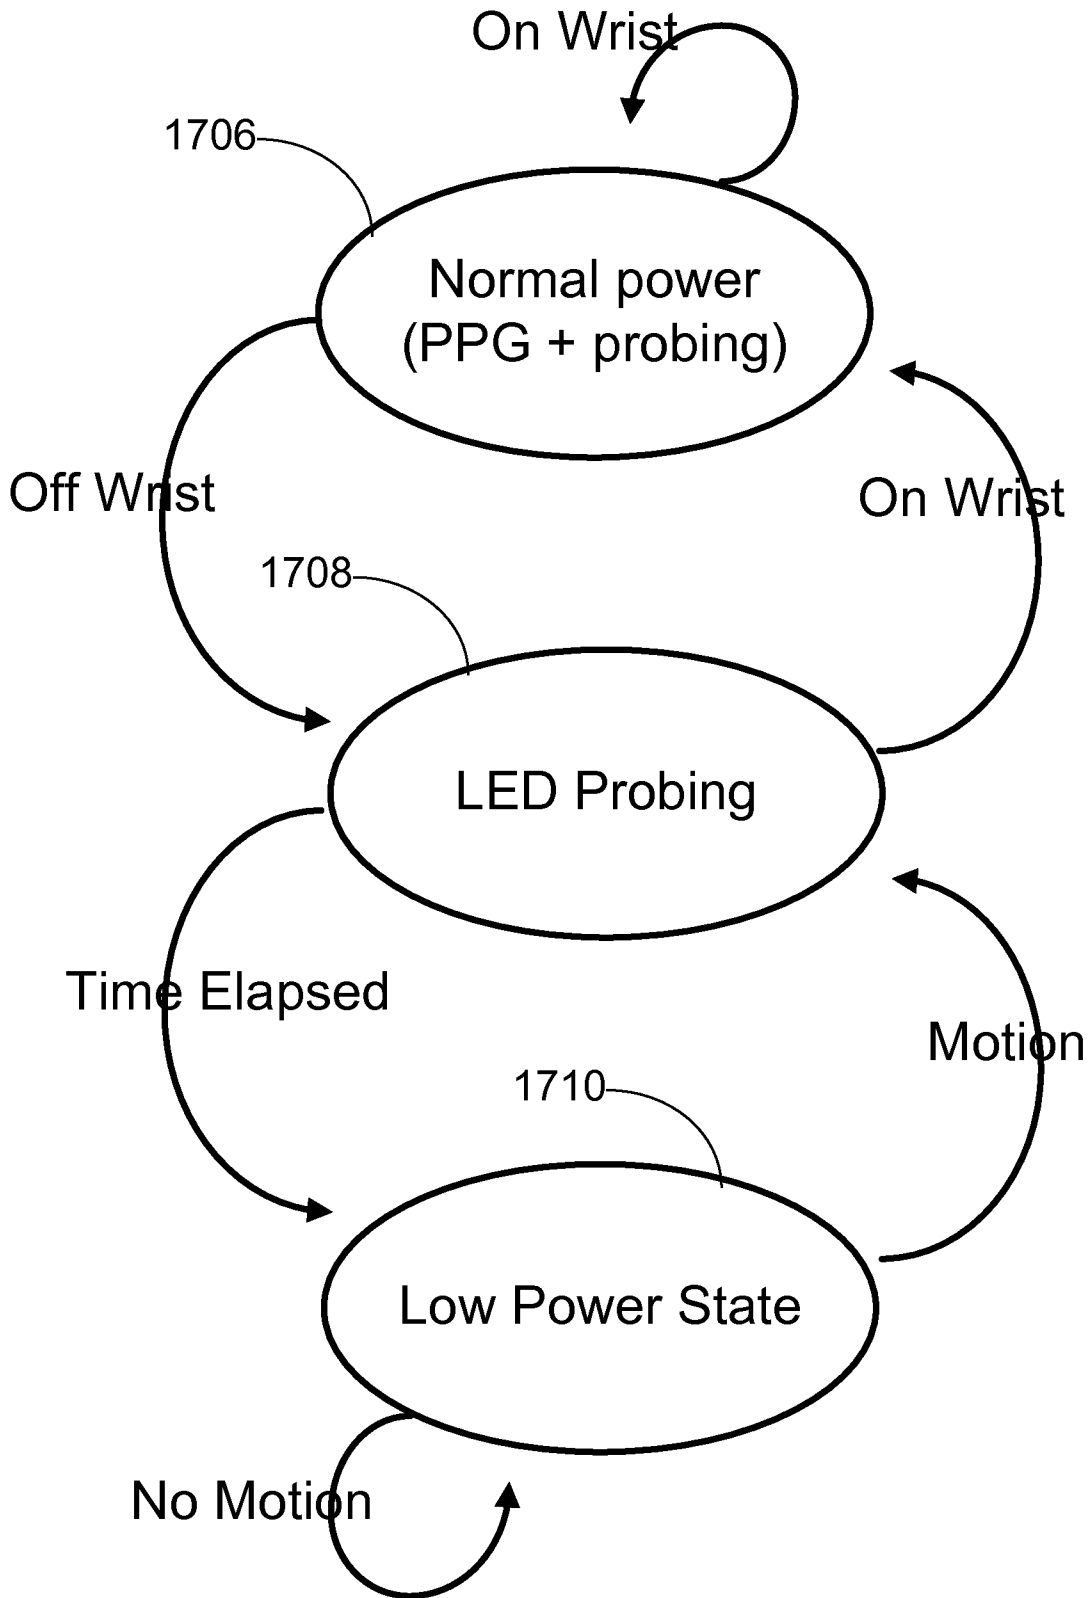 On Wrist
1706
Normal power
(PPG + probing)
Off Wrist
On Wrist
1708
LED Probing
Time Elapsed
Motion
1710
Low Power State
No Motion